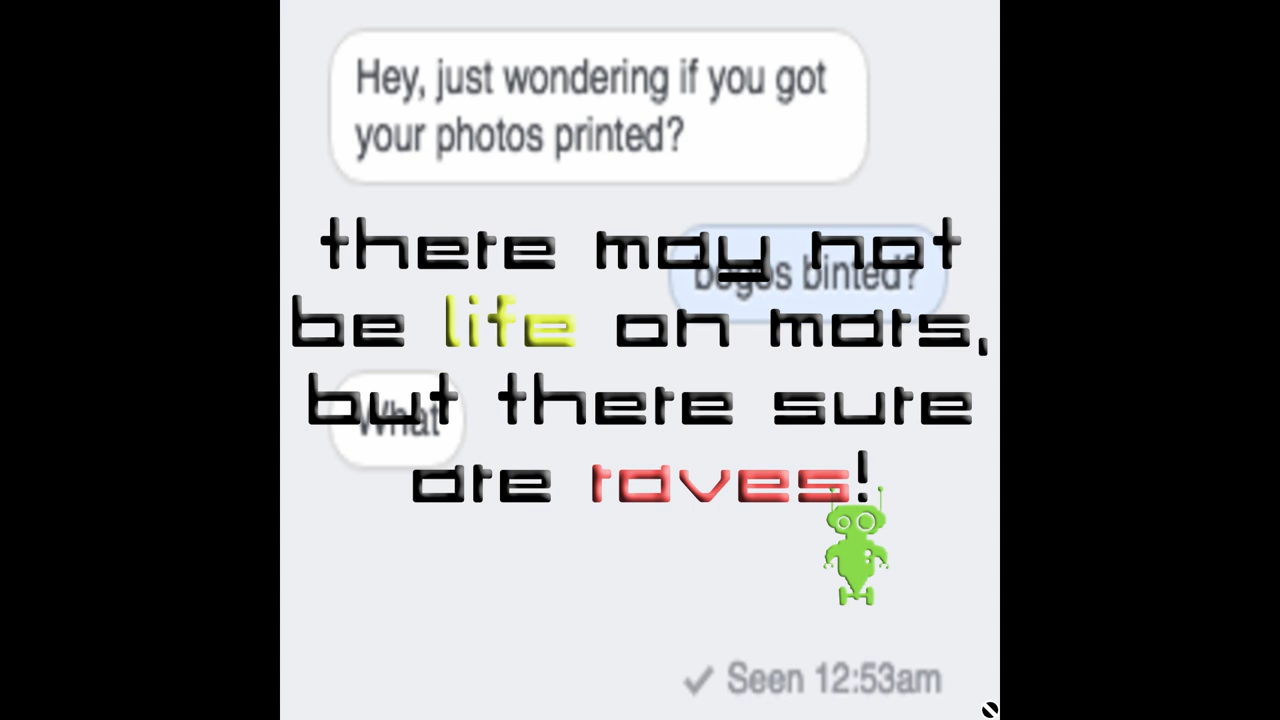 Hey, just wondering if you got
your photos printed?
there may not
bogos binted?
be life on mars,
but there sure
What
are raves!
Seen 12:53am